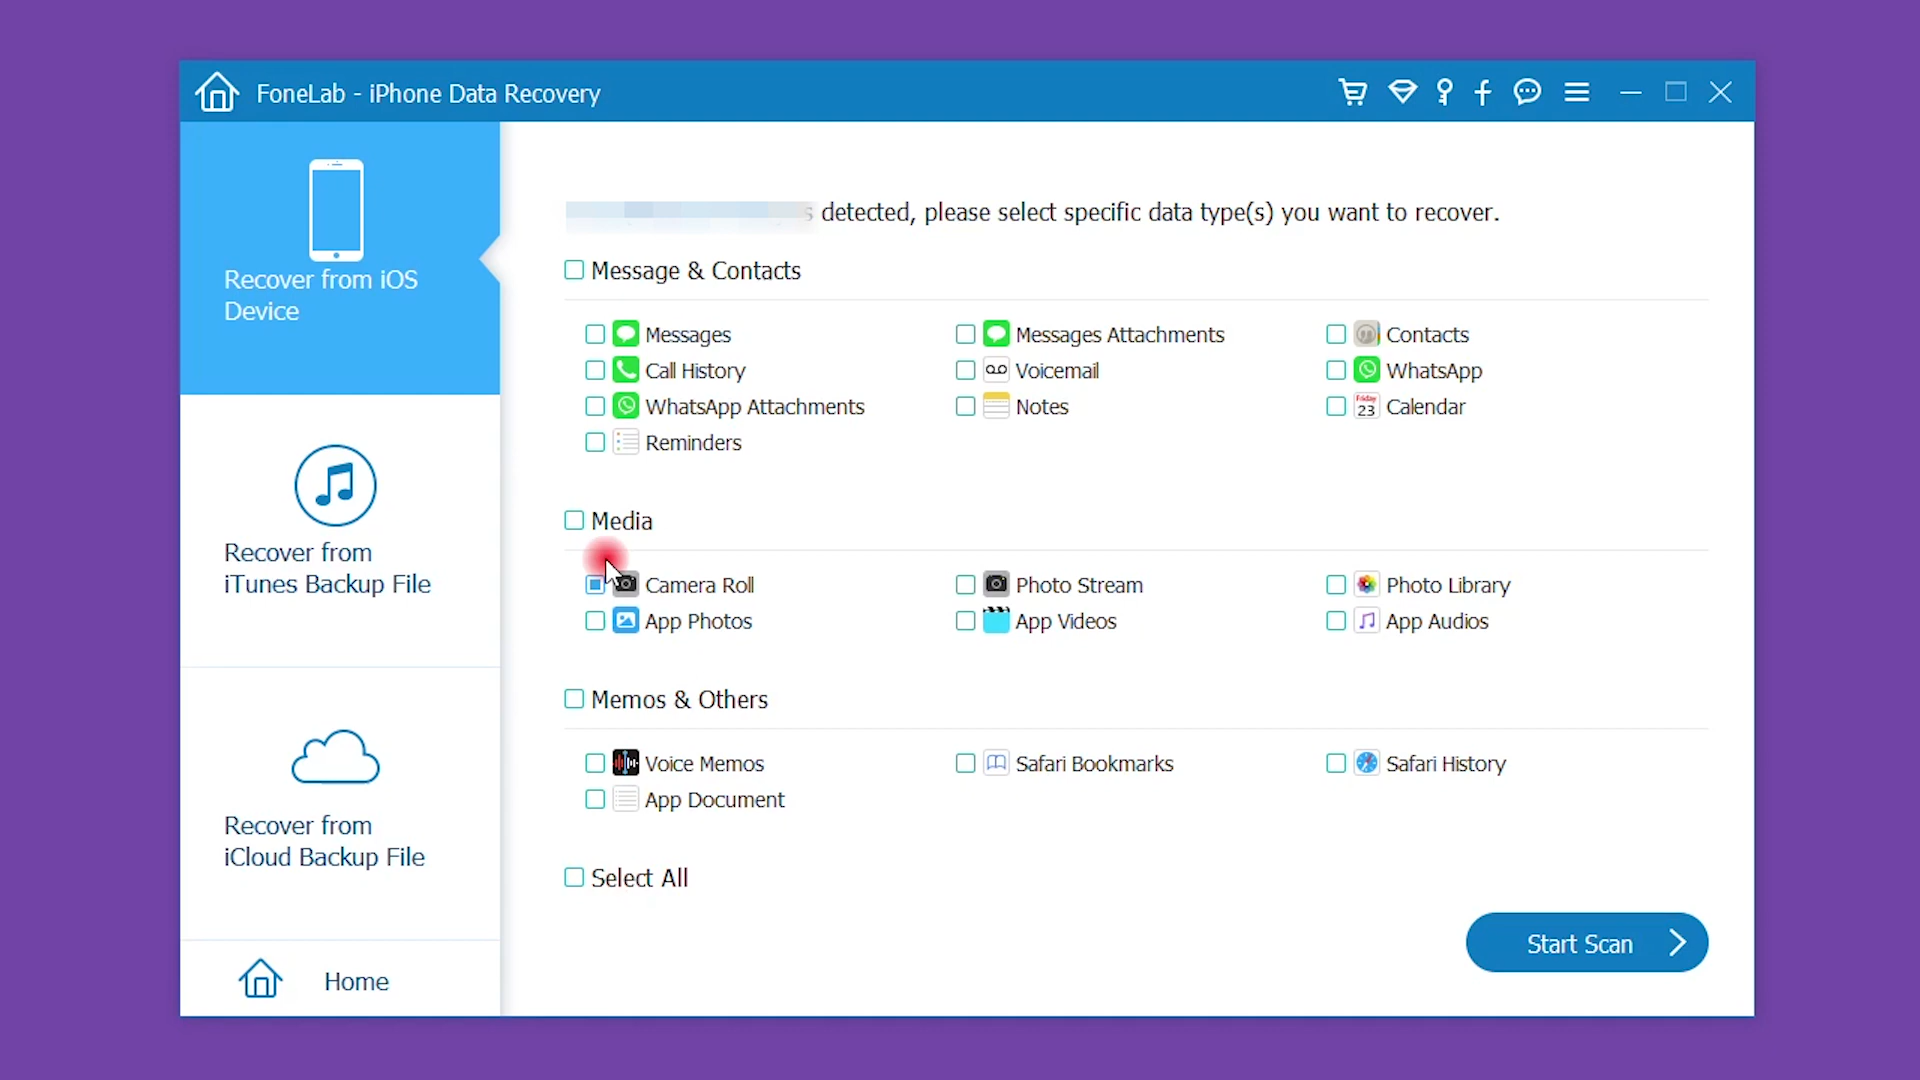 FoneLab - iPhone Data Recovery
Recover from iOS
Device
Recover from
iTunes Backup File
Recover from
iCloud Backup File
Home
detected, please select specific data type(s) you want to recover.
Message & Contacts
Messages
Messages Attachments
Contacts
Call History
Voicemail
WhatsApp
WhatsApp Attachments
Notes
Friday
23
Calendar
Reminders
Media
Camera Roll
Photo Stream
Photo Library
App Photos
App Videos
App Audios
Memos & Others
Voice Memos
Safari Bookmarks
Safari History
App Document
Select All
Start Scan